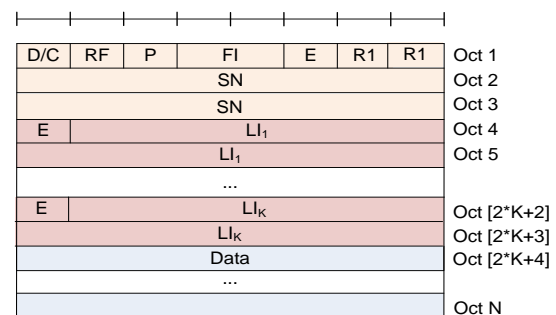 D/C RF P FI E R1 R1 Oct 1
SN Oct 2
SN Oct 3
E LI₁ Oct 4
LI₁ Oct 5
...
E LIK Oct [2*K+2]
LIK Oct [2*K+3]
Data Oct [2*K+4]
...
Oct N